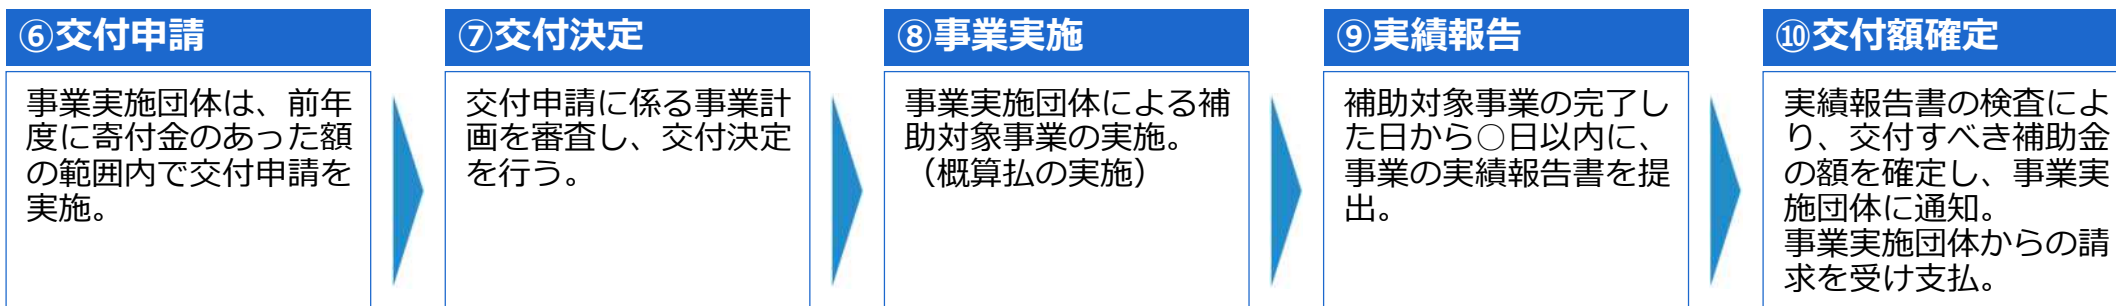 ⑥交付申請
事業実施団体は、前年
度に寄付金のあった額
の範囲内で交付申請を
実施。
⑦交付決定
交付申請に係る事業計
画を審査し、交付決定
を行う。
⑧事業実施
事業実施団体による補
助対象事業の実施。
（概算払の実施）
⑨実績報告
補助対象事業の完了し
た日から○日以内に、
事業の実績報告書を提
出。
⑩交付額確定
実績報告書の検査によ
り、交付すべき補助金
の額を確定し、事業実
施団体に通知。
事業実施団体からの請
求を受け支払。